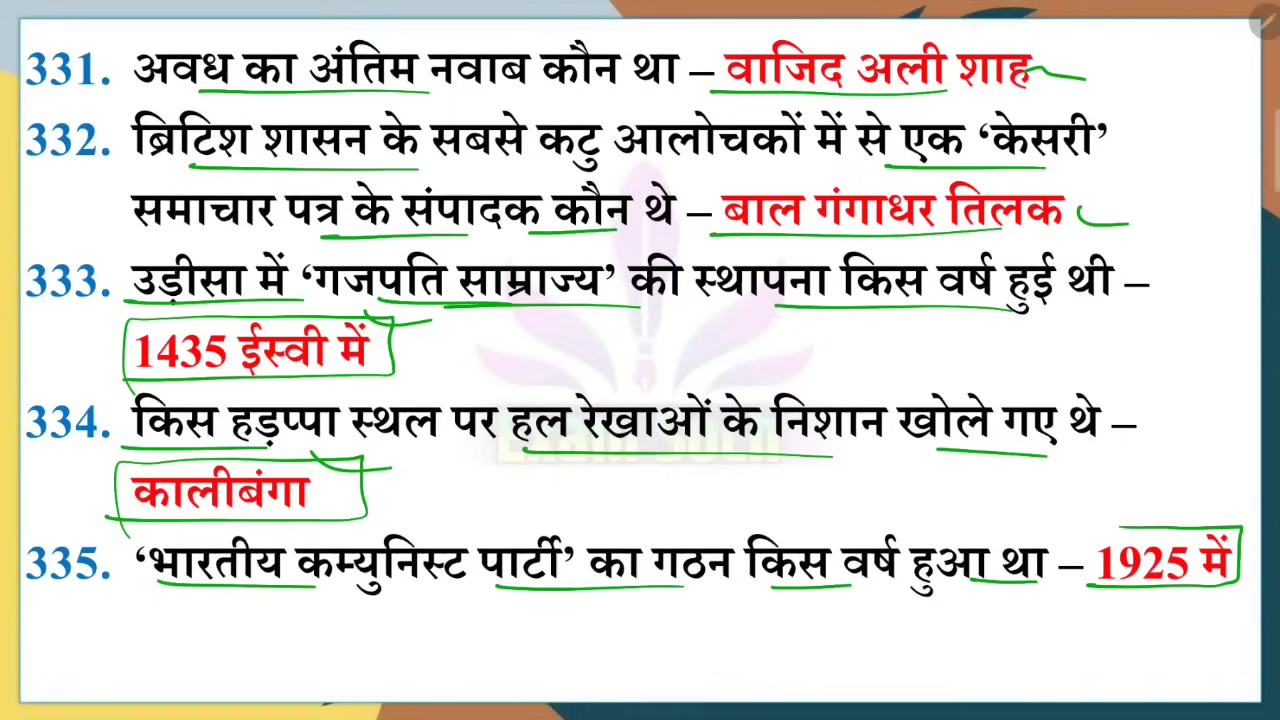 331. अवध का अंतिम नवाब कौन था – वाजिद अली शाह
332. ब्रिटिश शासन के सबसे कटु आलोचकों में से एक ‘केसरी’
समाचार पत्र के संपादक कौन थे – बाल गंगाधर तिलक
333. उड़ीसा में ‘गजपति साम्राज्य’ की स्थापना किस वर्ष हुई थी –
1435 ईस्वी में
334. किस हड़प्पा स्थल पर हल रेखाओं के निशान खोले गए थे –
कालीबंगा
335. ‘भारतीय कम्युनिस्ट पार्टी’ का गठन किस वर्ष हुआ था – 1925 में